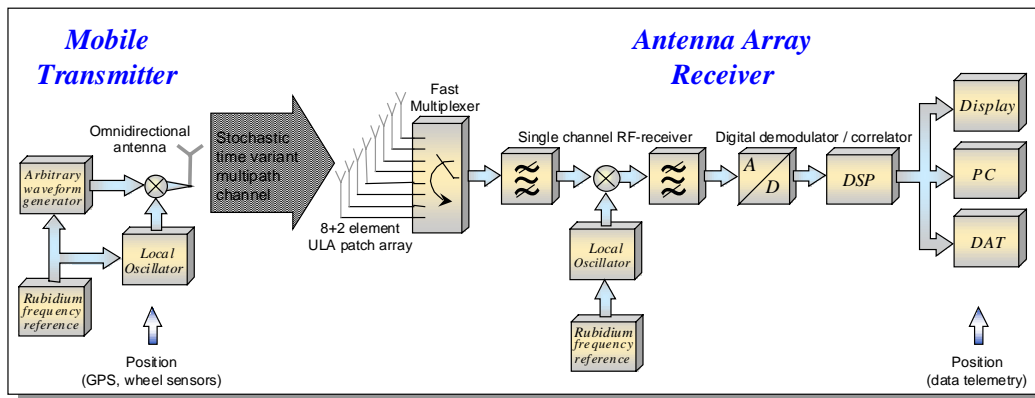 Mobile
Transmitter
Antenna Array
Receiver
Omnidirectional
antenna
Stochastic
time variant
multipath
channel
Fast
Multiplexer
Single channel RF-receiver
Digital demodulator / correlator
Arbitrary
waveform
generator
8+2 element
ULA patch array
A
D
DSP
Display
PC
DAT
Local
Oscillator
Local
Oscillator
Rubidium
frequency
reference
Rubidium
frequency
reference
Position
(GPS, wheel sensors)
Position
(data telemetry)